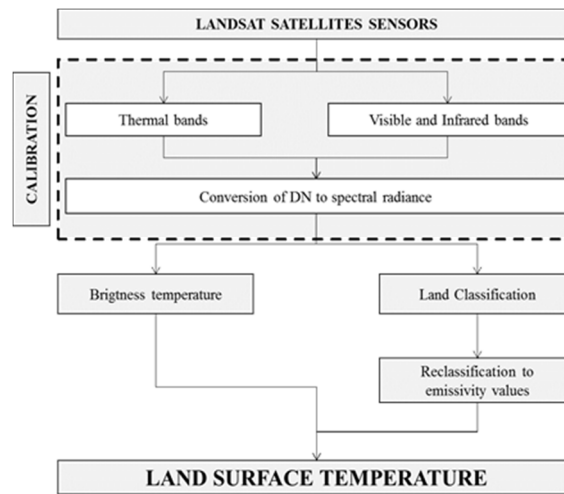 LANDSAT SATELLITES SENSORS
CALIBRATION
Thermal bands
Visible and Infrared bands
Conversion of DN to spectral radiance
Brigtness temperature
Land Classification
Reclassification to
emissivity values
LAND SURFACE TEMPERATURE